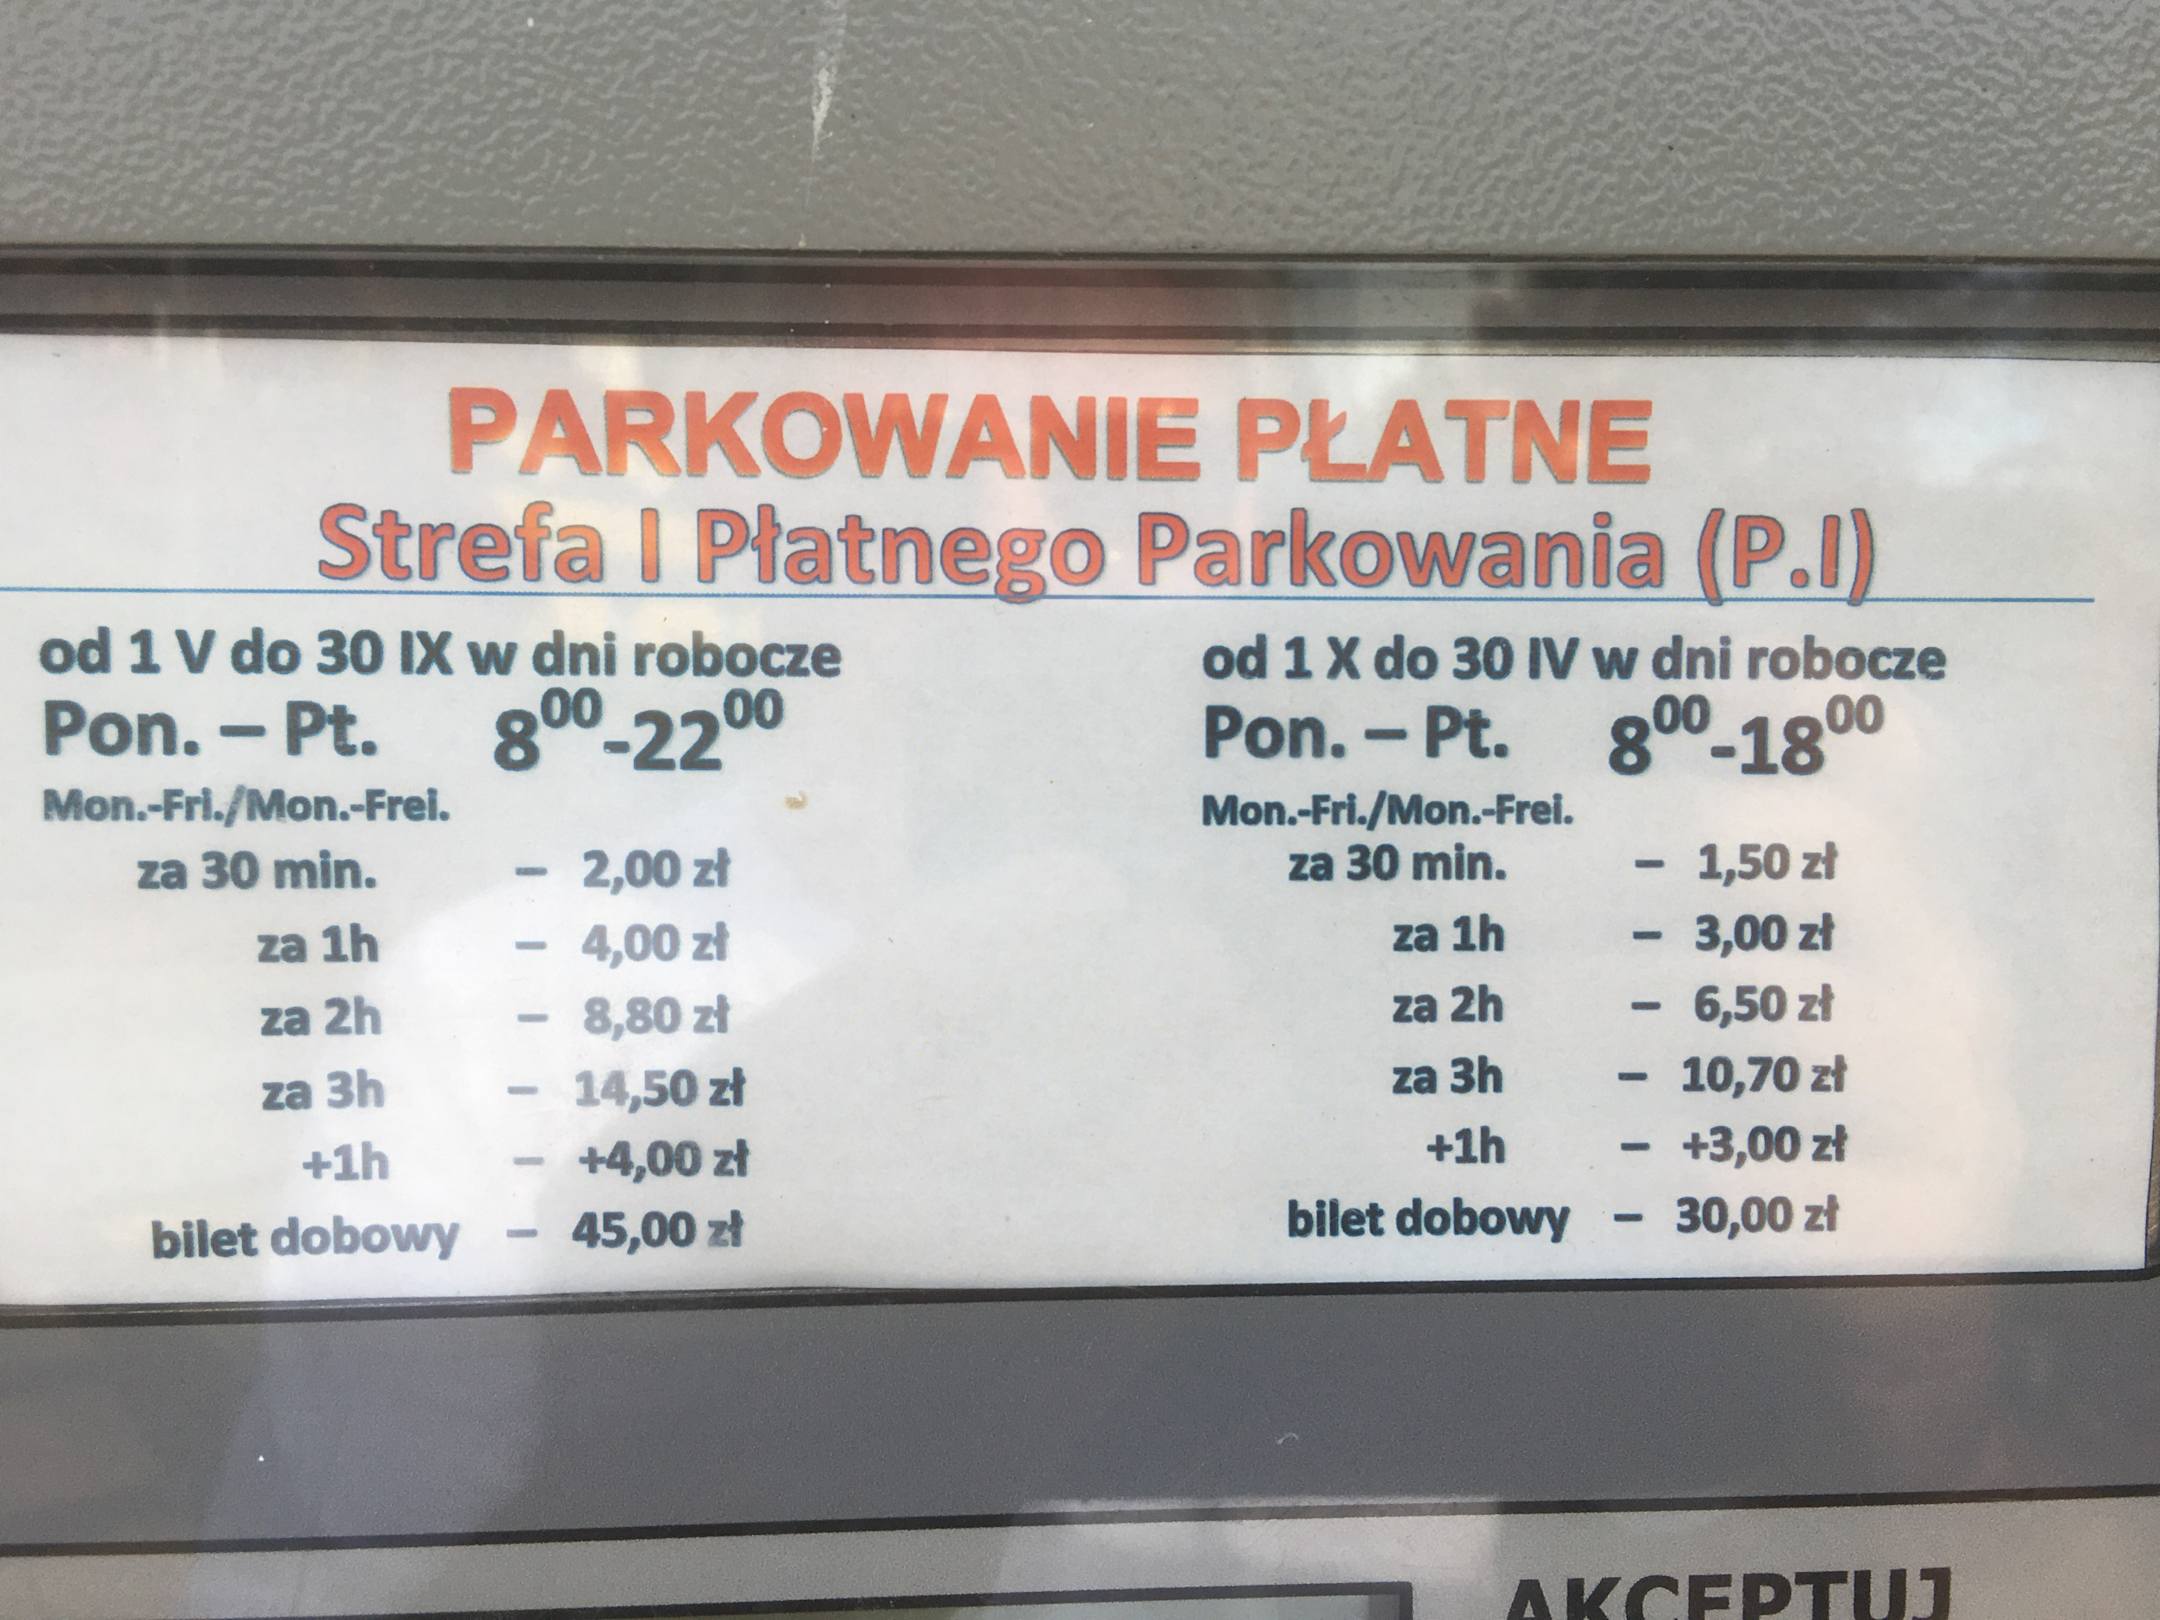 PARKOWANIE PŁATNE
Strefa I Płatnego Parkowania (P.I)
od 1 V do 30 IX w dni robocze
Pon. – Pt. 8⁰⁰-22⁰⁰
Mon.-Fri./Mon.-Frei.
za 30 min. – 2,00 zł
za 1h – 4,00 zł
za 2h – 8,80 zł
za 3h – 14,50 zł
+1h – +4,00 zł
bilet dobowy – 45,00 zł
od 1 X do 30 IV w dni robocze
Pon. – Pt. 8⁰⁰-18⁰⁰
Mon.-Fri./Mon.-Frei.
za 30 min. – 1,50 zł
za 1h – 3,00 zł
za 2h – 6,50 zł
za 3h – 10,70 zł
+1h – +3,00 zł
bilet dobowy – 30,00 zł
AKCEPTUJ